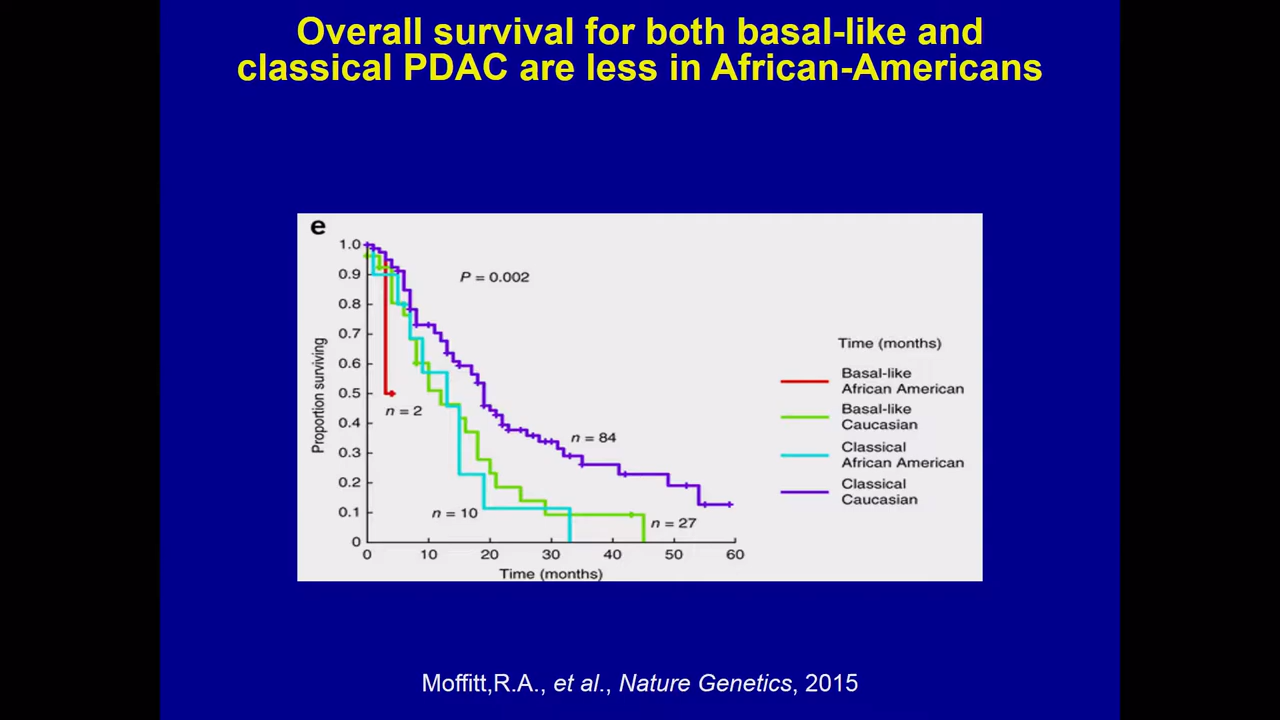 Overall survival for both basal-like and
classical PDAC are less in African-Americans
e
1.0
0.9
0.8
0.7
0.6
0.5
0.4
0.3
0.2
0.1
0
Proportion surviving
P = 0.002
n = 2
n = 84
n = 10
n = 27
0 10 20 30 40 50 60
Time (months)
Time (months)
Basal-like
African American
Basal-like
Caucasian
Classical
African American
Classical
Caucasian
Moffitt,R.A., et al., Nature Genetics, 2015